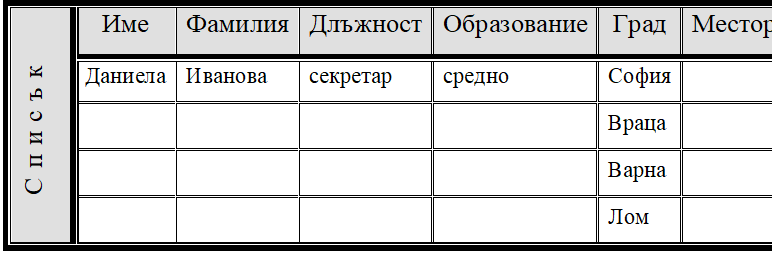 Списък
Име Фамилия Длъжност Образование Град Местор
Даниела Иванова секретар средно София
Враца
Варна
Лом